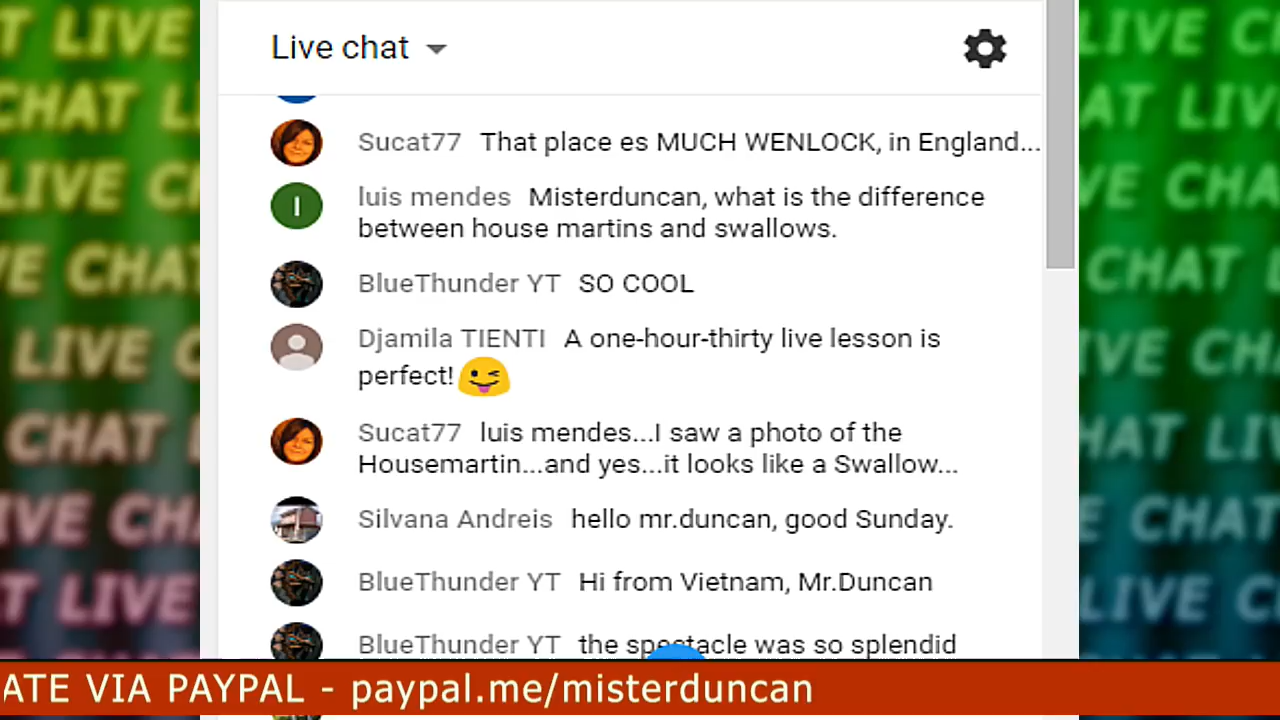 Live chat
Sucat77 That place es MUCH WENLOCK, in England...
luis mendes Misterduncan, what is the difference
between house martins and swallows.
BlueThunder YT SO COOL
Djamila TIENTI A one-hour-thirty live lesson is
perfect!😜
Sucat77 luis mendes...I saw a photo of the
Housemartin...and yes...it looks like a Swallow...
Silvana Andreis hello mr.duncan, good Sunday.
BlueThunder YT Hi from Vietnam, Mr.Duncan
BlueThunder YT the spectacle was so splendid
ATE VIA PAYPAL - paypal.me/misterduncan